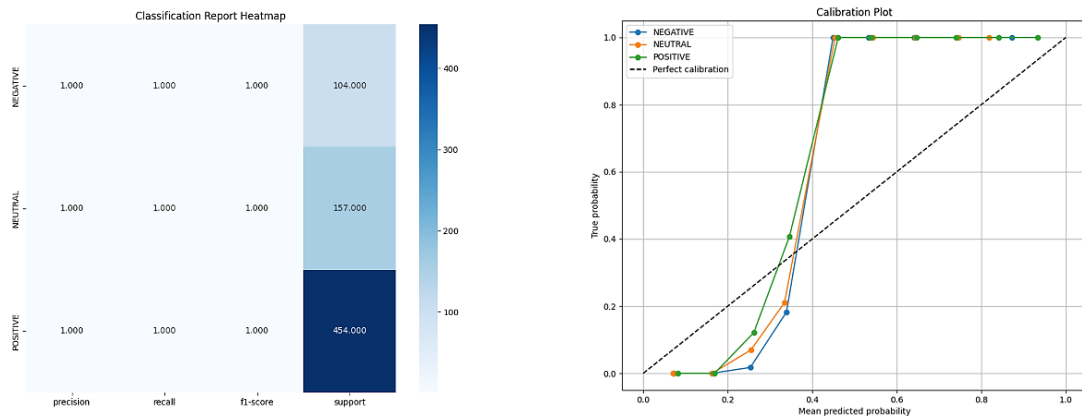 Classification Report Heatmap
NEGATIVE 1.000 1.000 1.000 104.000
NEUTRAL 1.000 1.000 1.000 157.000
POSITIVE 1.000 1.000 1.000 454.000
precision recall f1-score support
400
300
200
100
Calibration Plot
NEGATIVE
NEUTRAL
POSITIVE
Perfect calibration
True probability
1.0
0.8
0.6
0.4
0.2
0.0
0.0 0.2 0.4 0.6 0.8 1.0
Mean predicted probability